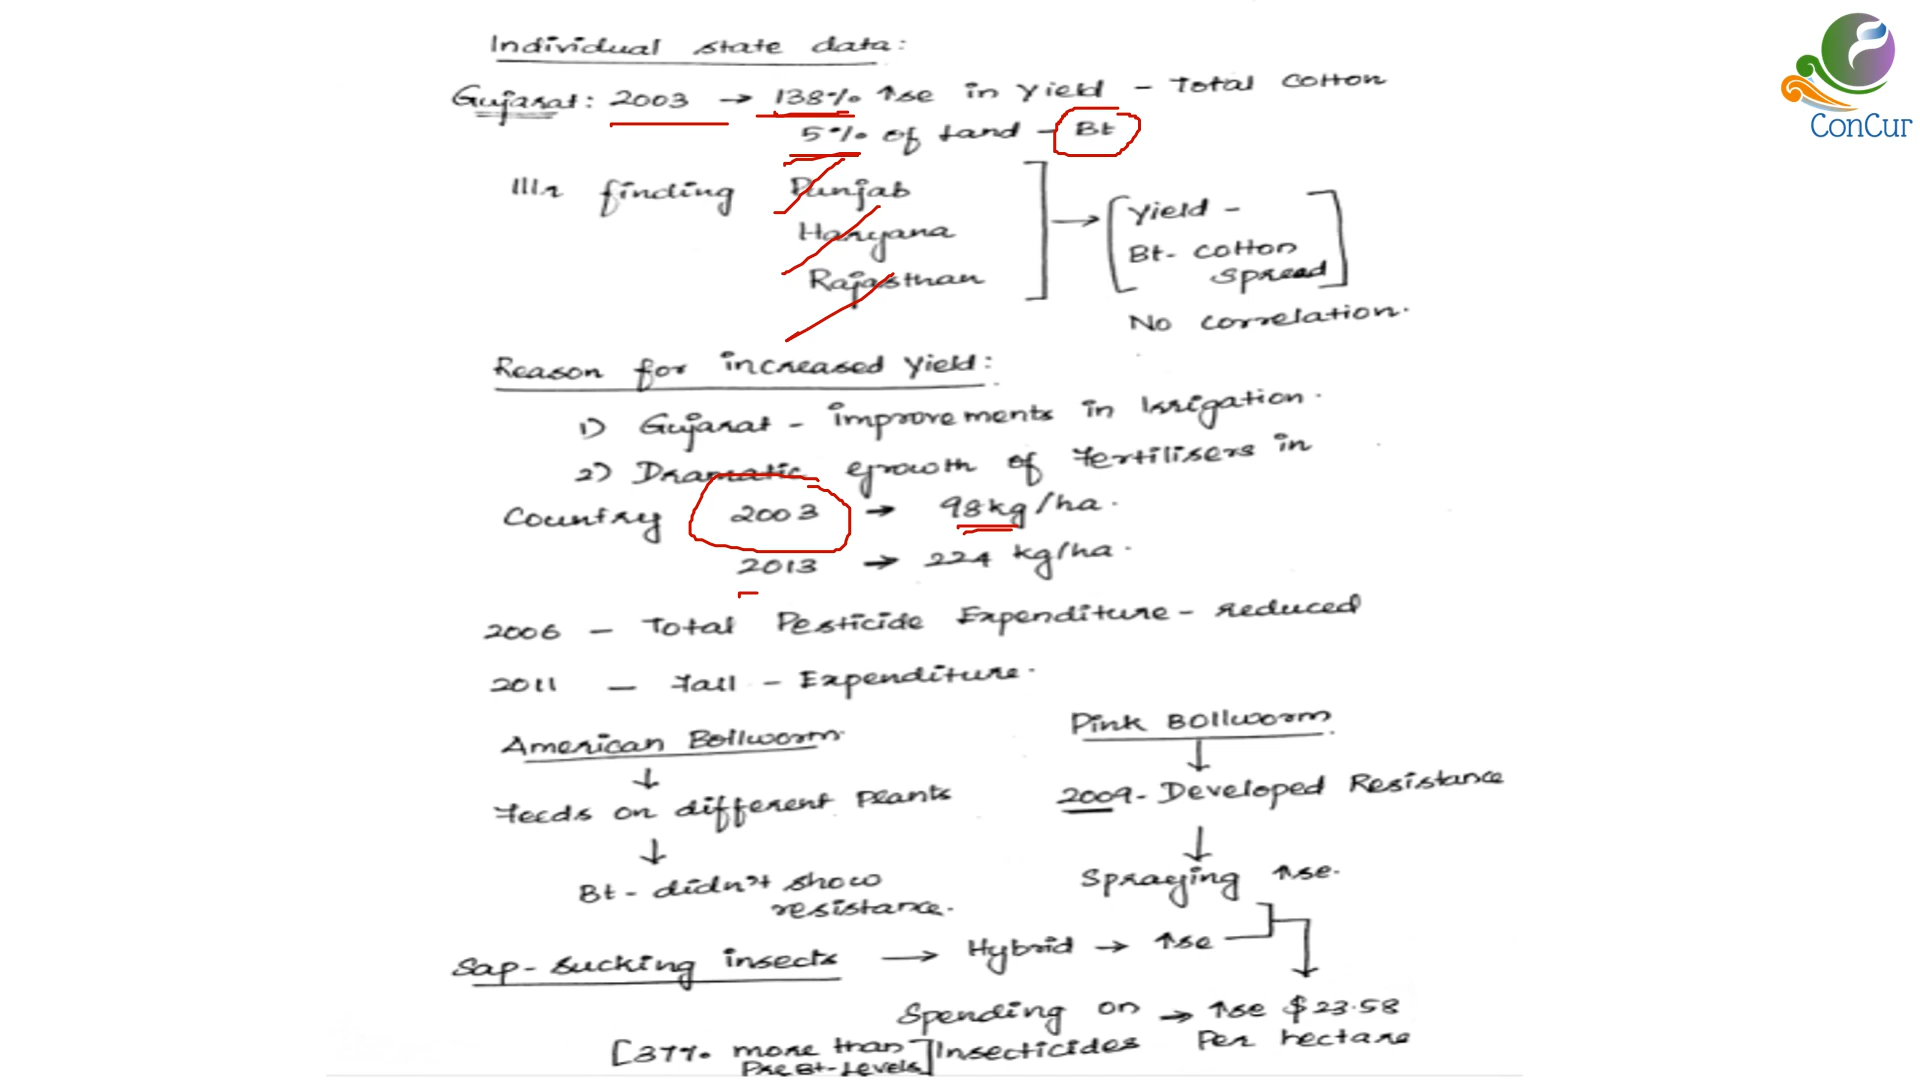 Individual state data:
Gujarat: 2003 → 138% ↑se in Yield - Total Cotton
5% of Land - Bt
Illr finding Punjab
Haryana
Rajasthan
Yield -
Bt- Cotton
Spread
No correlation.
Reason for increased Yield:
1) Gujarat - improvements in Irrigation.
2) Dramatic growth of Fertilisers in
Country 2003 → 98kg/ha.
2013 → 224 kg/ha.
2006 - Total Pesticide Expenditure - reduced
2011 - Fall - Expenditure.
American Bollworm
↓
Feeds on different Plants
↓
Bt - didn't show
resistance.
Pink Bollworm
↓
2009 - Developed Resistance
↓
Spraying ↑se.
Sap-sucking insects → Hybrid → ↑se
Spending on → ↑se $23.58
[37% more than
Pre Bt-Levels] Insecticides Per hectare
ConCur